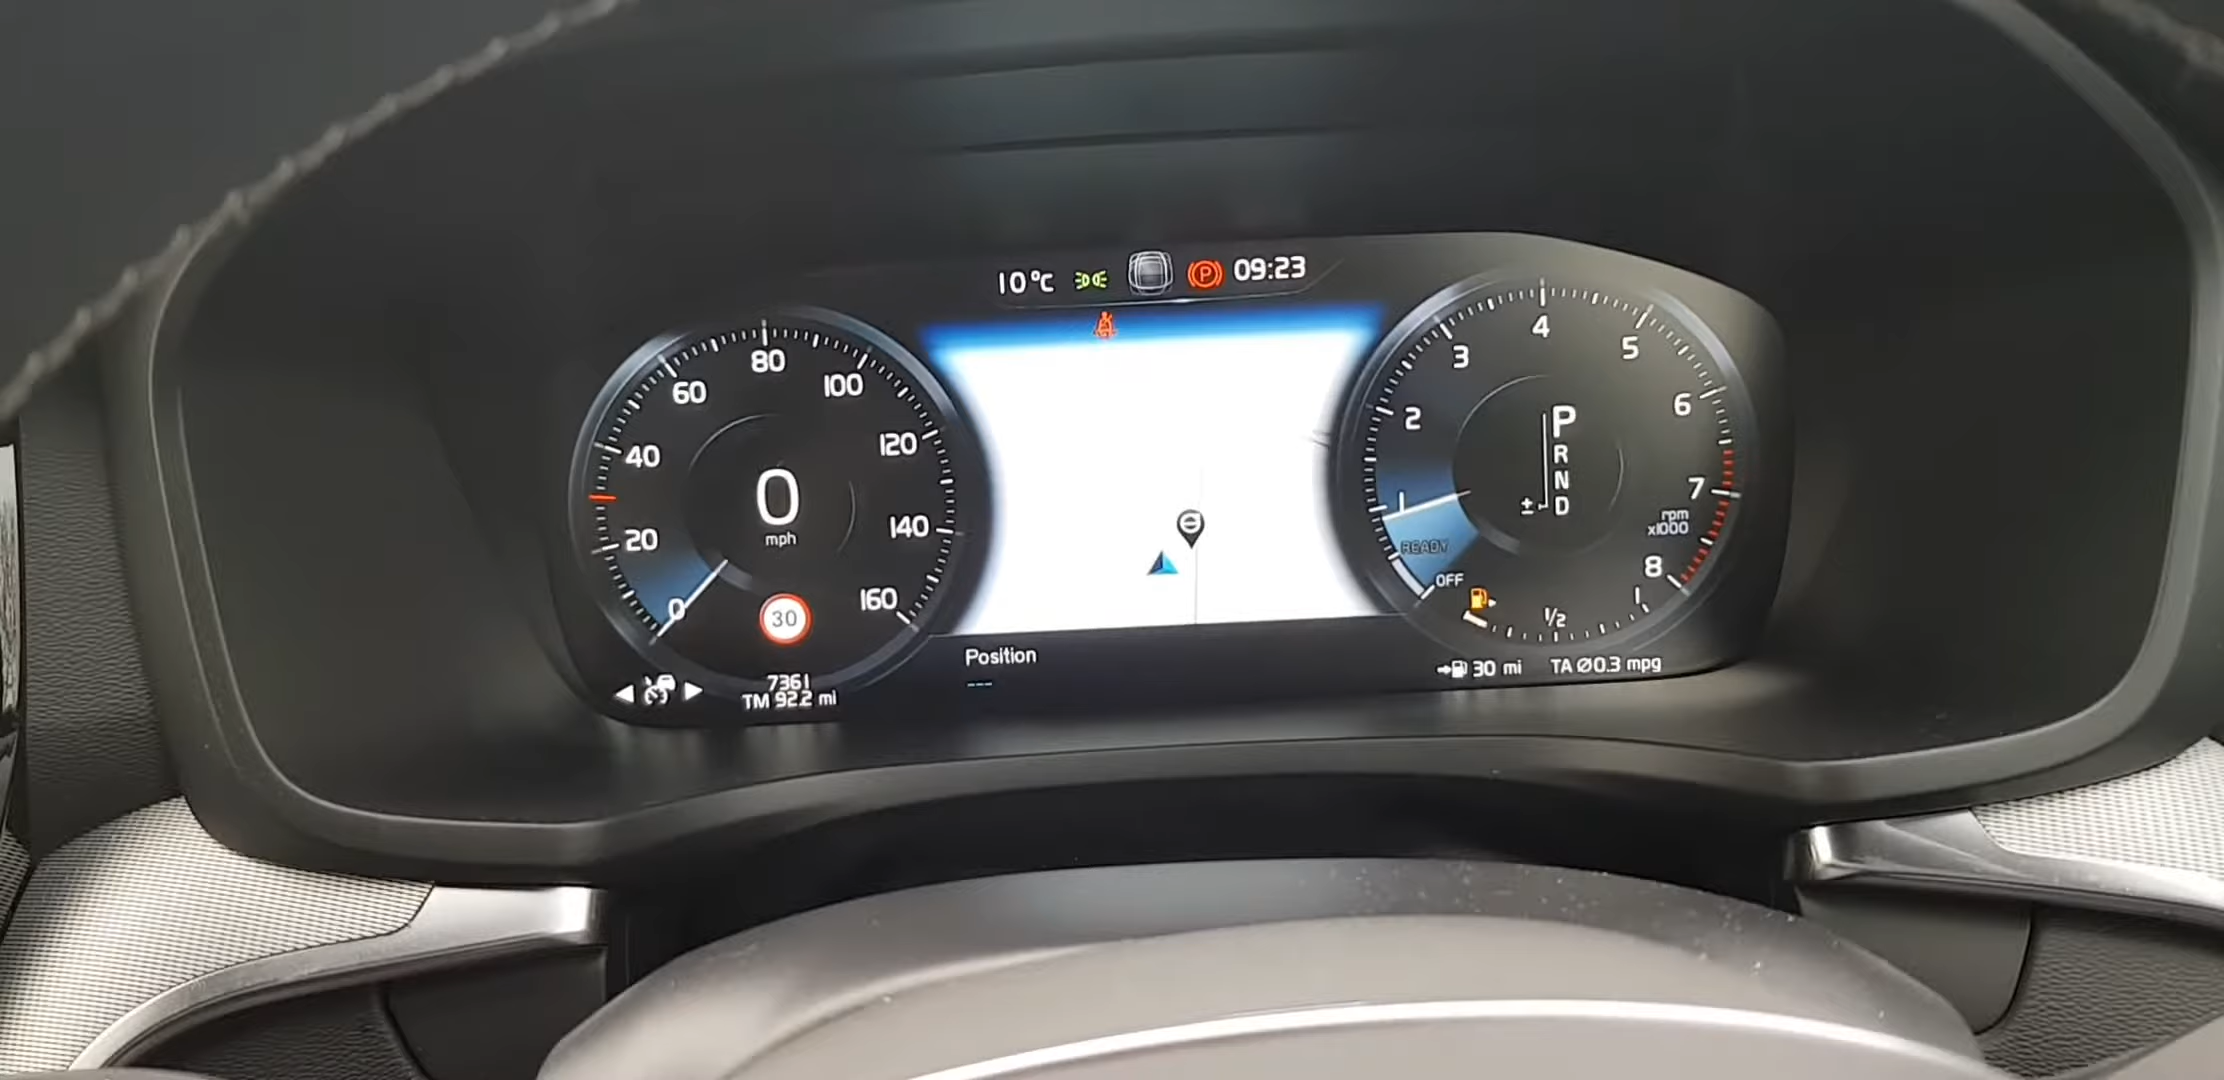 10°C P 09:23
80
60 100
40 120
20 140
0 160
0
mph
30
7361
TM 92.2 mi
Position
---
4
3 5
2 6
1 7
8
P
R
N
± D
rpm
x1000
READY
OFF
1/2
1
30 mi TA Ø0.3 mpg